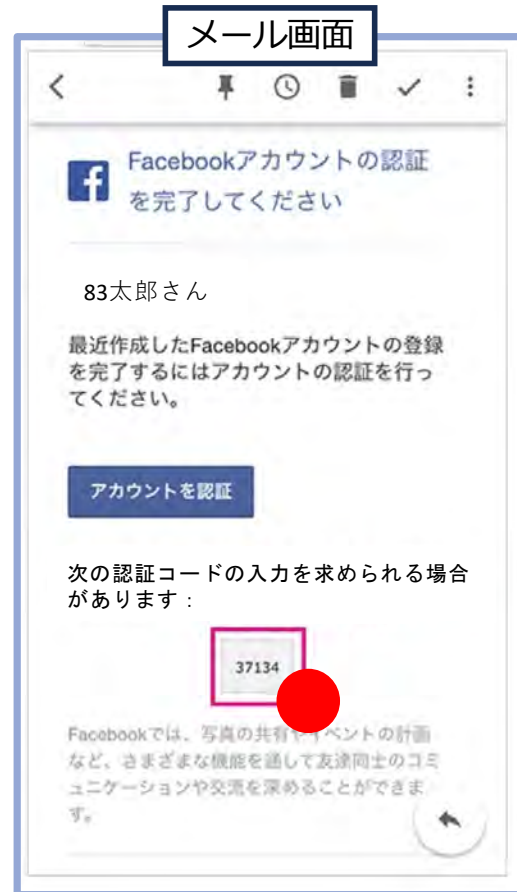 メール画面
Facebookアカウントの認証
を完了してください
83太郎さん
最近作成したFacebookアカウントの登録
を完了するにはアカウントの認証を行っ
てください。
アカウントを認証
次の認証コードの入力を求められる場合
があります：
37134
Facebookでは、写真の共有やイベントの計画
など、さまざまな機能を通して友達同士のコミ
ュニケーションや交流を深めることができま
す。